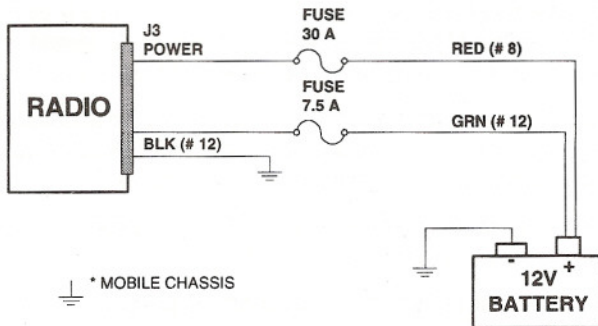 J3
POWER
FUSE
30 A
RED (# 8)
RADIO
FUSE
7.5 A
GRN (# 12)
BLK (# 12)
* MOBILE CHASSIS
- +
12V
BATTERY